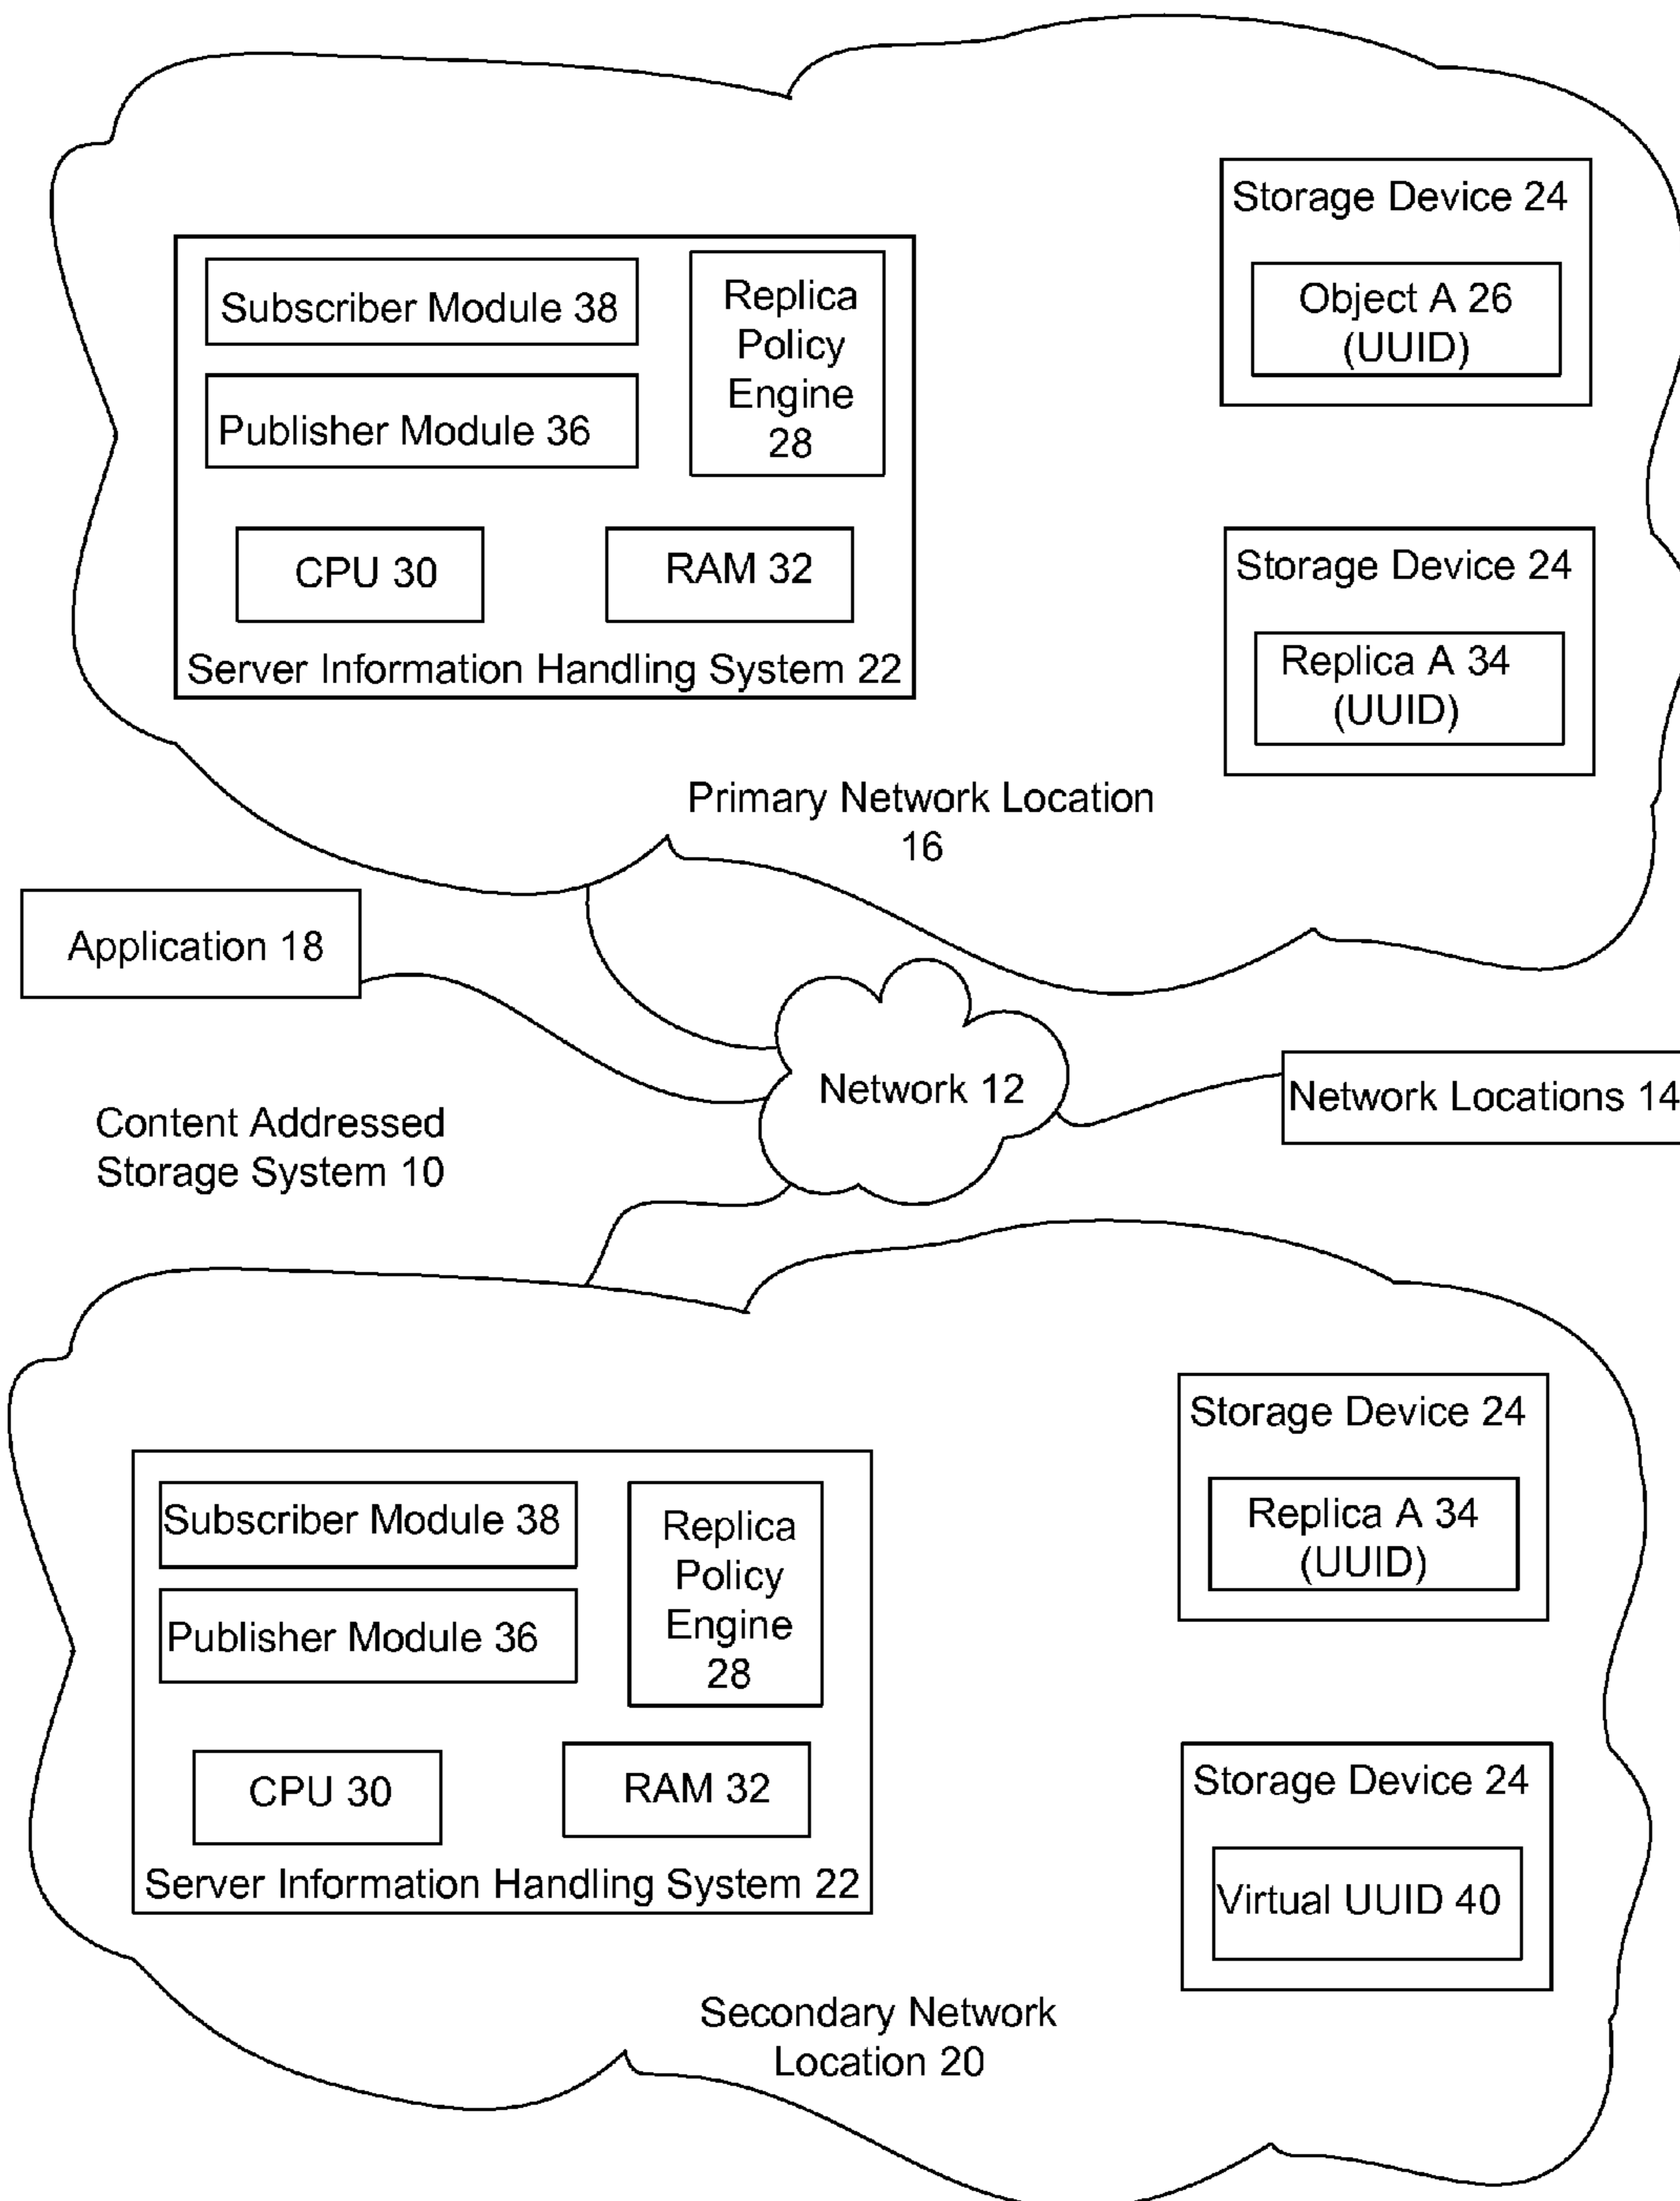 Storage Device 24
Object A 26
(UUID)
Subscriber Module 38
Publisher Module 36
Replica
Policy
Engine
28
CPU 30
RAM 32
Server Information Handling System 22
Storage Device 24
Replica A 34
(UUID)
Primary Network Location
16
Application 18
Network 12
Network Locations 14
Content Addressed
Storage System 10
Storage Device 24
Replica A 34
(UUID)
Subscriber Module 38
Publisher Module 36
Replica
Policy
Engine
28
CPU 30
RAM 32
Server Information Handling System 22
Storage Device 24
Virtual UUID 40
Secondary Network
Location 20